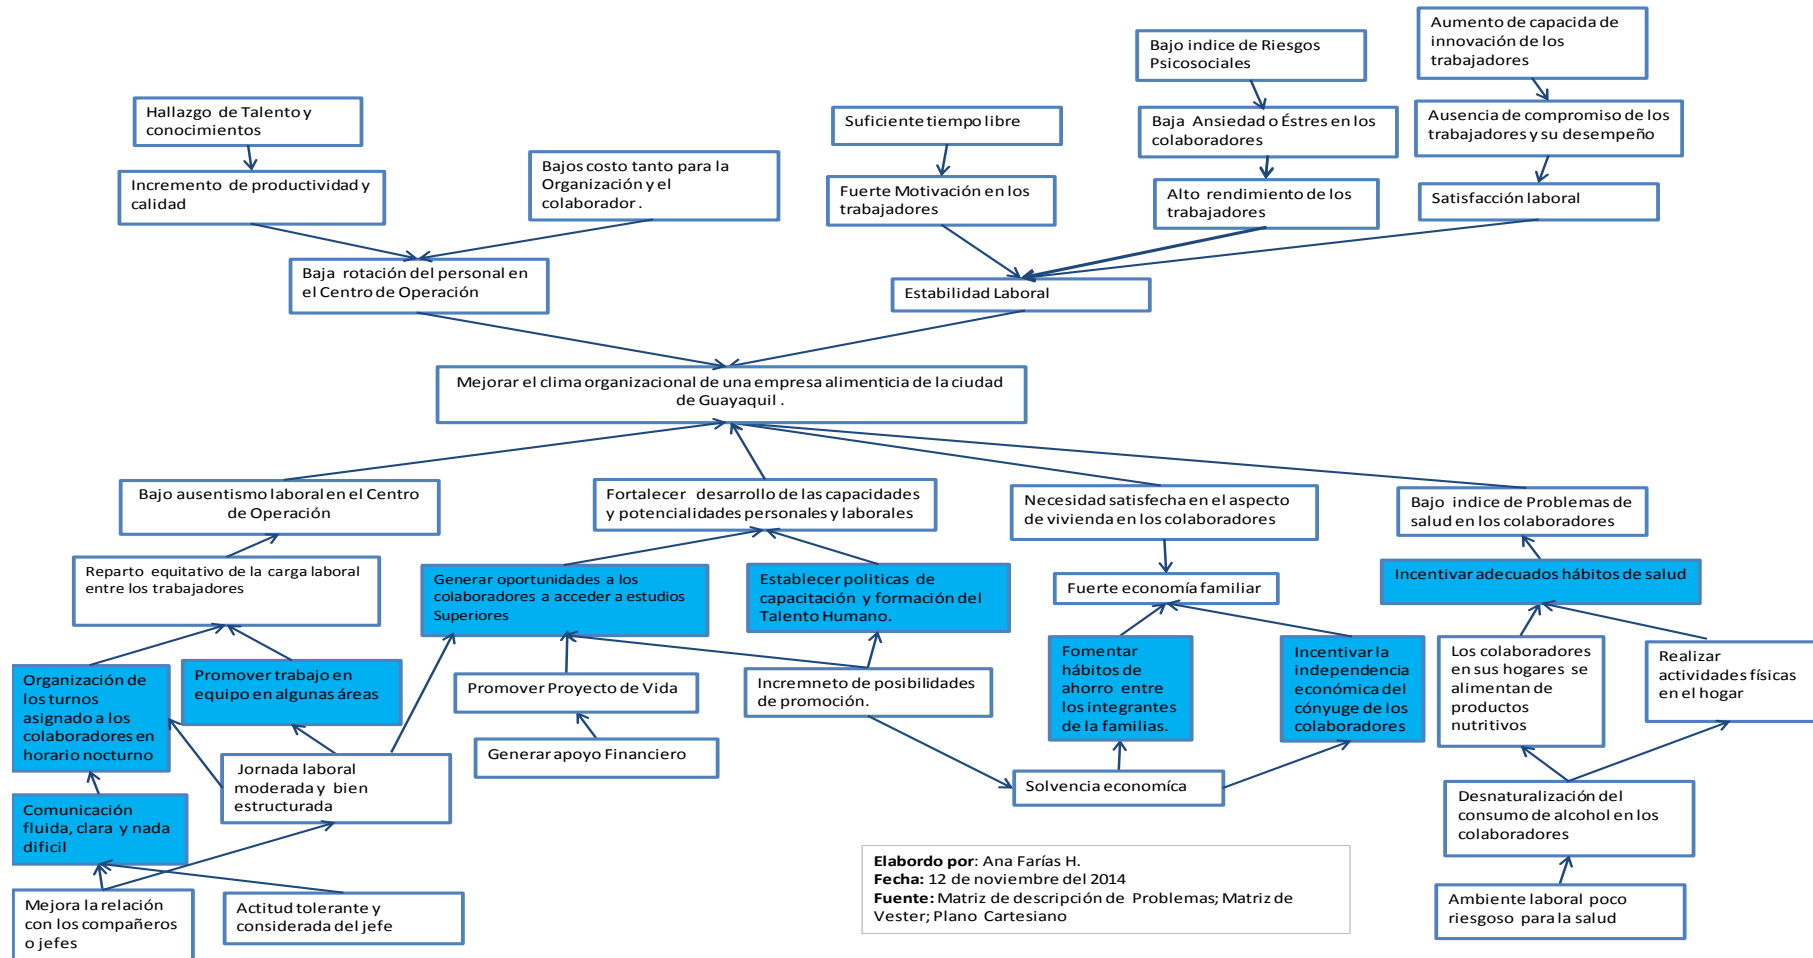 Aumento de capacida de
innovación de los
trabajadores
Bajo indice de Riesgos
Psicosociales
Hallazgo de Talento y
conocimientos
Suficiente tiempo libre
Baja Ansiedad o Éstres en los
colaboradores
Ausencia de compromiso de los
trabajadores y su desempeño
Bajos costo tanto para la
Organización y el
colaborador .
Incremento de productividad y
calidad
Fuerte Motivación en los
trabajadores
Alto rendimiento de los
trabajadores
Satisfacción laboral
Baja rotación del personal en
el Centro de Operación
Estabilidad Laboral
Mejorar el clima organizacional de una empresa alimenticia de la ciudad
de Guayaquil .
Bajo ausentismo laboral en el Centro
de Operación
Fortalecer desarrollo de las capacidades
y potencialidades personales y laborales
Necesidad satisfecha en el aspecto
de vivienda en los colaboradores
Bajo indice de Problemas de
salud en los colaboradores
Reparto equitativo de la carga laboral
entre los trabajadores
Generar oportunidades a los
colaboradores a acceder a estudios
Superiores
Establecer politicas de
capacitación y formación del
Talento Humano.
Fuerte economía familiar
Incentivar adecuados hábitos de salud
Organización de
los turnos
asignado a los
colaboradores en
horario nocturno
Promover trabajo en
equipo en algunas áreas
Promover Proyecto de Vida
Incremneto de posibilidades
de promoción.
Fomentar
hábitos de
ahorro entre
los integrantes
de la familias.
Incentivar la
independencia
económica del
cónyuge de los
colaboradores
Los colaboradores
en sus hogares se
alimentan de
productos
nutritivos
Realizar
actividades físicas
en el hogar
Generar apoyo Financiero
Jornada laboral
moderada y bien
estructurada
Solvencia economíca
Comunicación
fluida, clara y nada
dificil
Desnaturalización del
consumo de alcohol en los
colaboradores
Mejora la relación
con los compañeros
o jefes
Actitud tolerante y
considerada del jefe
Elabordo por: Ana Farías H.
Fecha: 12 de noviembre del 2014
Fuente: Matriz de descripción de Problemas; Matriz de
Vester; Plano Cartesiano
Ambiente laboral poco
riesgoso para la salud